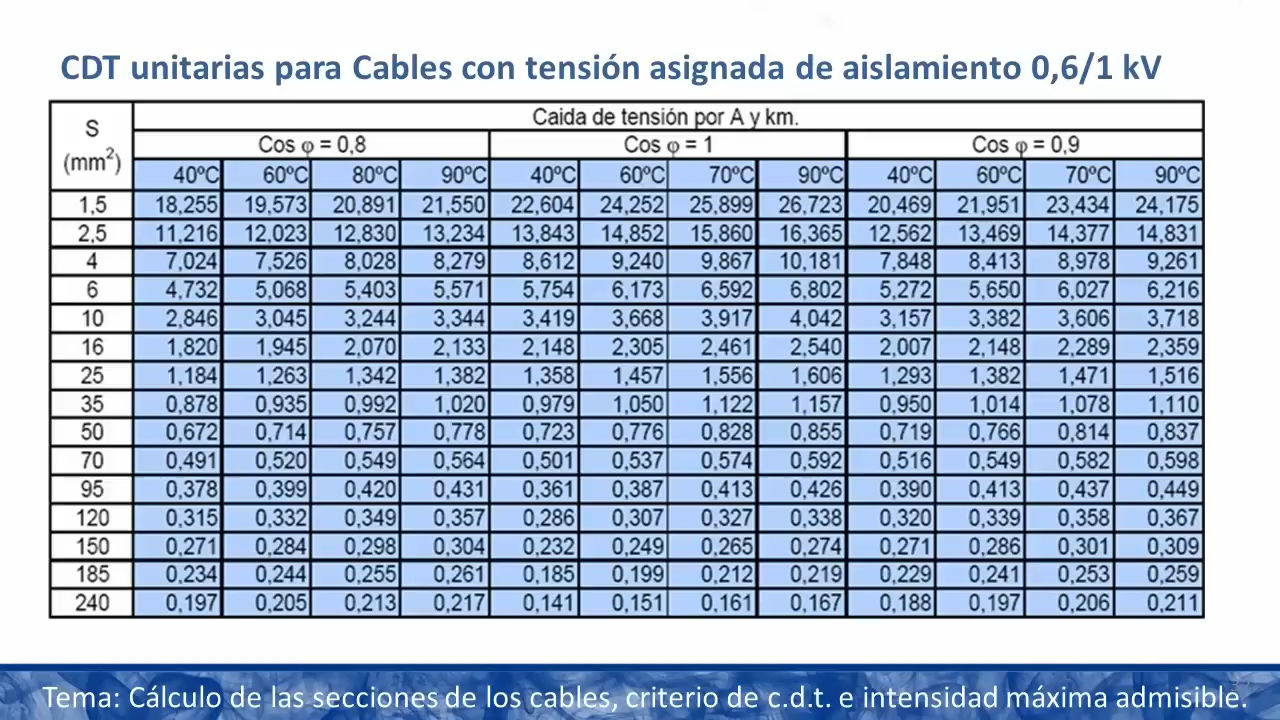 CDT unitarias para Cables con tensión asignada de aislamiento 0,6/1 kV
S (mm²) Caida de tensión por A y km.
Cos φ = 0,8 Cos φ = 1 Cos φ = 0,9
40ºC 60ºC 80ºC 90ºC 40ºC 60ºC 70ºC 90ºC 40ºC 60ºC 70ºC 90ºC
1,5 18,255 19,573 20,891 21,550 22,604 24,252 25,899 26,723 20,469 21,951 23,434 24,175
2,5 11,216 12,023 12,830 13,234 13,843 14,852 15,860 16,365 12,562 13,469 14,377 14,831
4 7,024 7,526 8,028 8,279 8,612 9,240 9,867 10,181 7,848 8,413 8,978 9,261
6 4,732 5,068 5,403 5,571 5,754 6,173 6,592 6,802 5,272 5,650 6,027 6,216
10 2,846 3,045 3,244 3,344 3,419 3,668 3,917 4,042 3,157 3,382 3,606 3,718
16 1,820 1,945 2,070 2,133 2,148 2,305 2,461 2,540 2,007 2,148 2,289 2,359
25 1,184 1,263 1,342 1,382 1,358 1,457 1,556 1,606 1,293 1,382 1,471 1,516
35 0,878 0,935 0,992 1,020 0,979 1,050 1,122 1,157 0,950 1,014 1,078 1,110
50 0,672 0,714 0,757 0,778 0,723 0,776 0,828 0,855 0,719 0,766 0,814 0,837
70 0,491 0,520 0,549 0,564 0,501 0,537 0,574 0,592 0,516 0,549 0,582 0,598
95 0,378 0,399 0,420 0,431 0,361 0,387 0,413 0,426 0,390 0,413 0,437 0,449
120 0,315 0,332 0,349 0,357 0,286 0,307 0,327 0,338 0,320 0,339 0,358 0,367
150 0,271 0,284 0,298 0,304 0,232 0,249 0,265 0,274 0,271 0,286 0,301 0,309
185 0,234 0,244 0,255 0,261 0,185 0,199 0,212 0,219 0,229 0,241 0,253 0,259
240 0,197 0,205 0,213 0,217 0,141 0,151 0,161 0,167 0,188 0,197 0,206 0,211
Tema: Cálculo de las secciones de los cables, criterio de c.d.t. e intensidad máxima admisible.